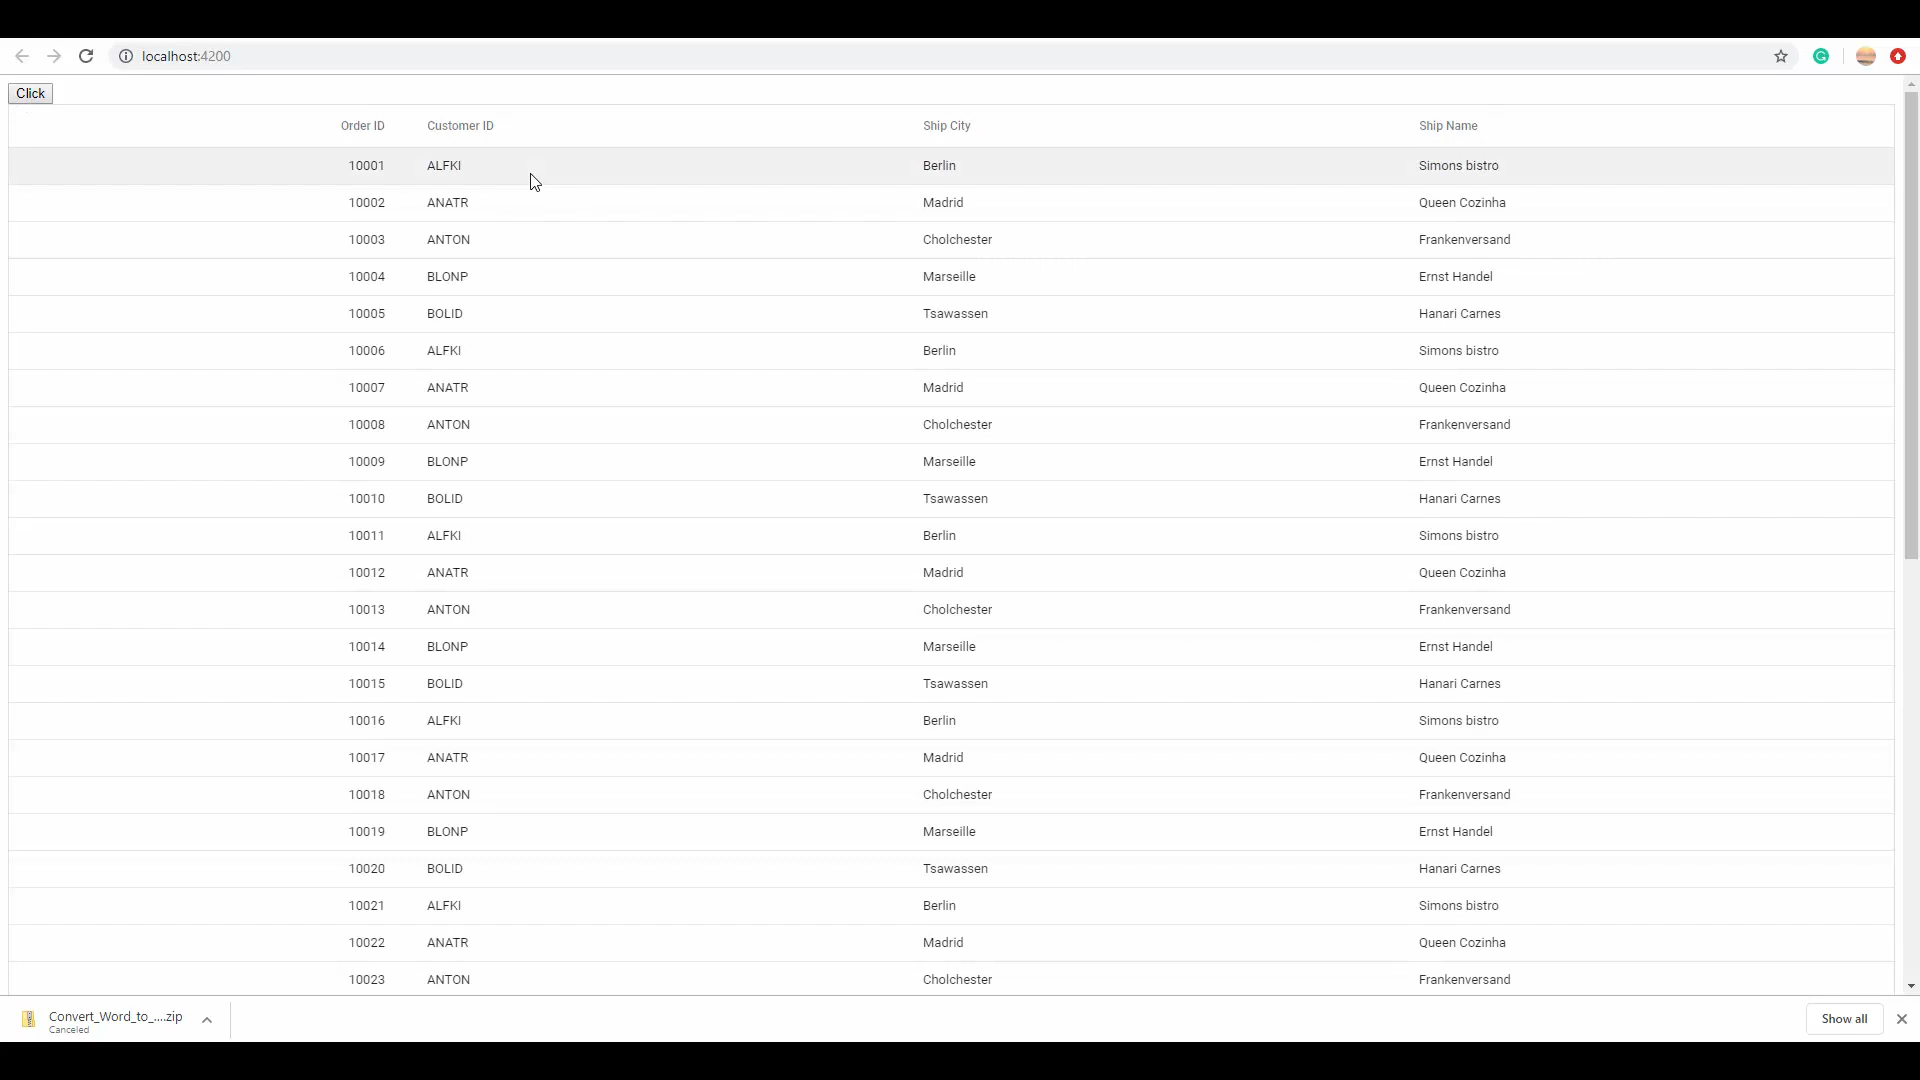 localhost:4200
Click
Order ID Customer ID Ship City Ship Name
10001 ALFKI Berlin Simons bistro
10002 ANATR Madrid Queen Cozinha
10003 ANTON Cholchester Frankenversand
10004 BLONP Marseille Ernst Handel
10005 BOLID Tsawassen Hanari Carnes
10006 ALFKI Berlin Simons bistro
10007 ANATR Madrid Queen Cozinha
10008 ANTON Cholchester Frankenversand
10009 BLONP Marseille Ernst Handel
10010 BOLID Tsawassen Hanari Carnes
10011 ALFKI Berlin Simons bistro
10012 ANATR Madrid Queen Cozinha
10013 ANTON Cholchester Frankenversand
10014 BLONP Marseille Ernst Handel
10015 BOLID Tsawassen Hanari Carnes
10016 ALFKI Berlin Simons bistro
10017 ANATR Madrid Queen Cozinha
10018 ANTON Cholchester Frankenversand
10019 BLONP Marseille Ernst Handel
10020 BOLID Tsawassen Hanari Carnes
10021 ALFKI Berlin Simons bistro
10022 ANATR Madrid Queen Cozinha
10023 ANTON Cholchester Frankenversand
Convert_Word_to_....zip
Canceled
Show all